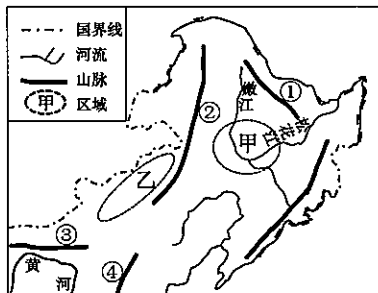 国界线
河流
山脉
甲 区域
嫩江
①
②
松花江
甲
乙
③
黄河
④